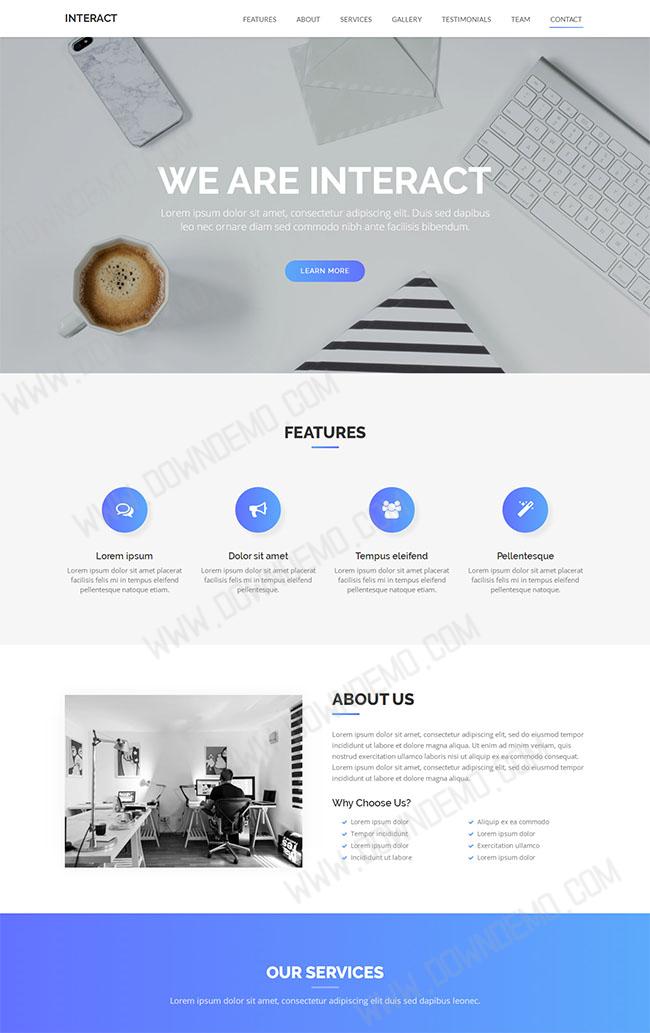 INTERACT
FEATURES ABOUT SERVICES GALLERY TESTIMONIALS TEAM CONTACT
WE ARE INTERACT
Lorem ipsum dolor sit amet, consectetur adipiscing elit. Duis sed dapibus
leo nec ornare diam sed commodo nibh ante facilisis bibendum.
LEARN MORE
FEATURES
Lorem ipsum
Lorem ipsum dolor sit amet placerat
facilisis felis mi in tempus eleifend
pellentesque natoque etiam.
Dolor sit amet
Lorem ipsum dolor sit amet placerat
facilisis felis mi in tempus eleifend
pellentesque.
Tempus eleifend
Lorem ipsum dolor sit amet placerat
facilisis felis mi in tempus eleifend
pellentesque natoque etiam.
Pellentesque
Lorem ipsum dolor sit amet placerat
facilisis felis mi in tempus eleifend
pellentesque natoque.
ABOUT US
Lorem ipsum dolor sit amet, consectetur adipiscing elit, sed do eiusmod tempor
incididunt ut labore et dolore magna aliqua. Ut enim ad minim veniam, quis
nostrud exercitation ullamco laboris nisi ut aliquip ex ea commodo consequat.
Lorem ipsum dolor sit amet, consectetur adipiscing elit, sed do eiusmod tempor
incididunt ut labore et dolore magna aliqua.
Why Choose Us?
Lorem ipsum dolor
Tempor incididunt
Lorem ipsum dolor
Incididunt ut labore
Aliquip ex ea commodo
Lorem ipsum dolor
Exercitation ullamco
Lorem ipsum dolor
OUR SERVICES
Lorem ipsum dolor sit amet, consectetur adipiscing elit duis sed dapibus leonec.
WWW.DOWNDEMO.COM
WWW.DOWNDEMO.COM
WWW.DOWNDEMO.COM
WWW.DOWNDEMO.COM